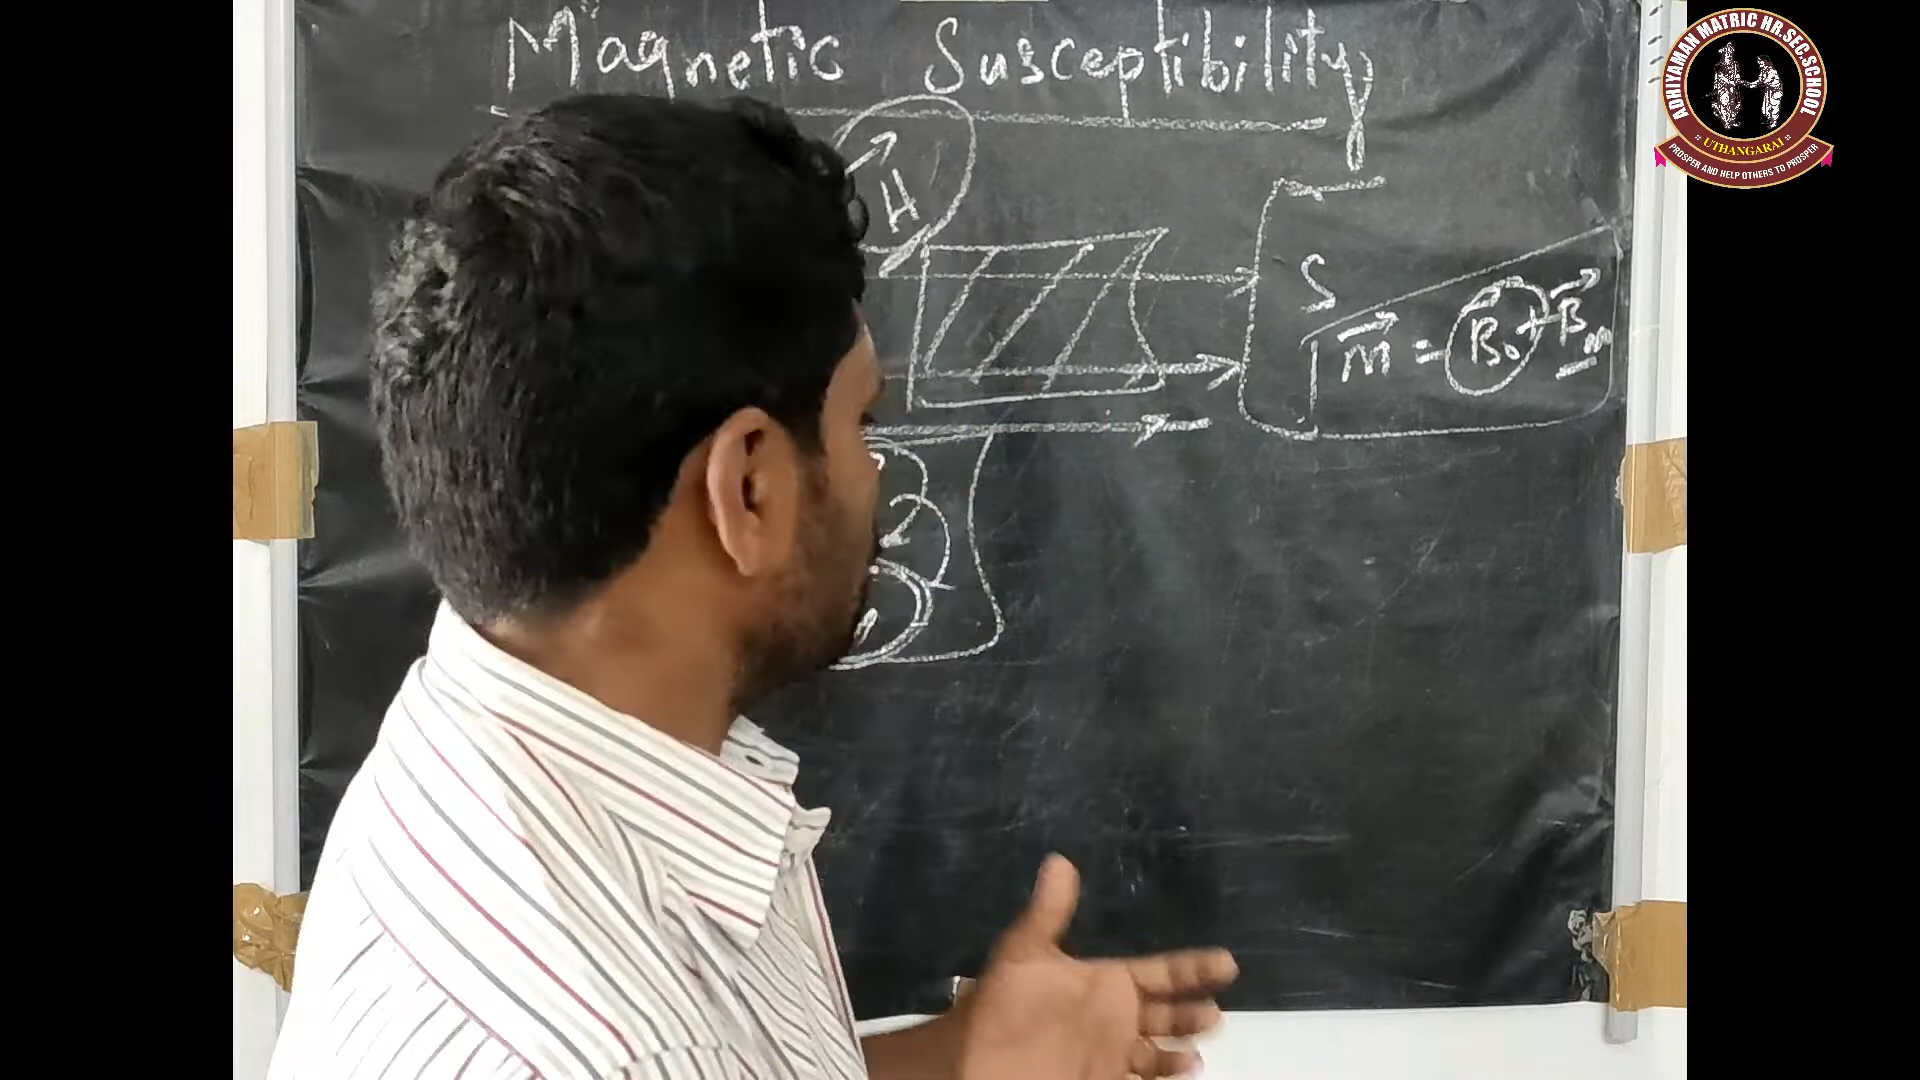 Magnetic Susceptibility
H
S
m = B₀ + Bₘ
2
ADHIYAMAN MATRIC HR.SEC.SCHOOL
:: UTHANGARAI ::
PROSPER AND HELP OTHERS TO PROSPER